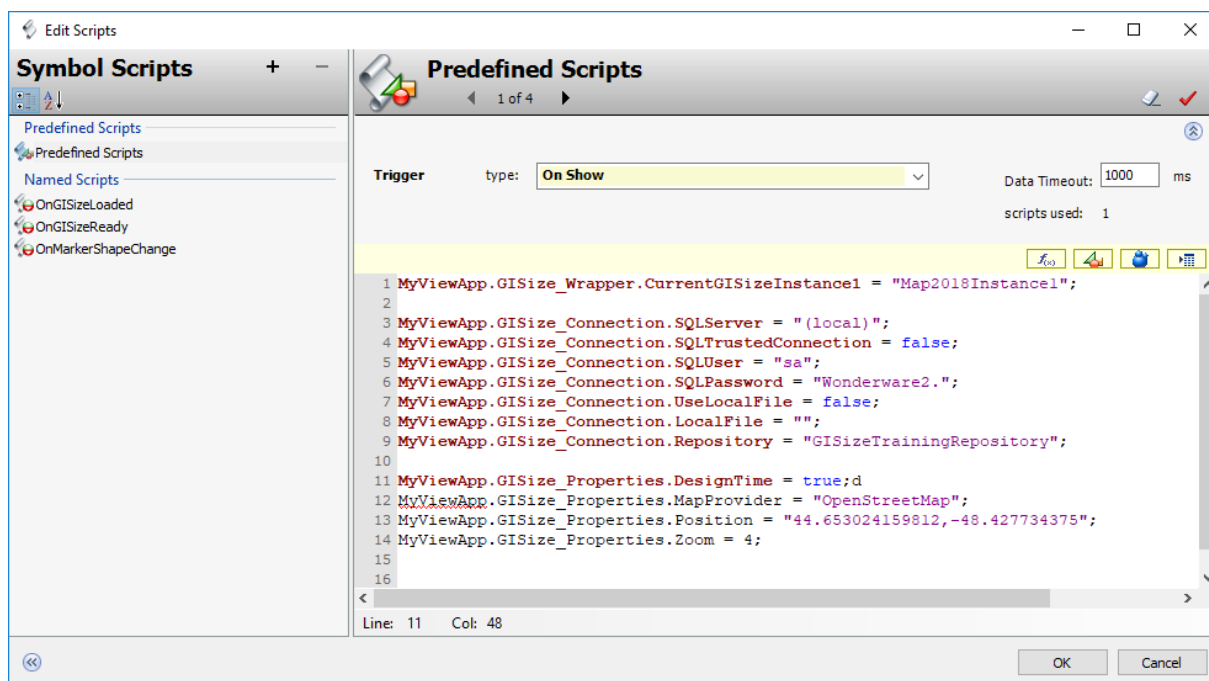 Edit Scripts
Symbol Scripts + −
Predefined Scripts
Predefined Scripts
Named Scripts
OnGISizeLoaded
OnGISizeReady
OnMarkerShapeChange
Predefined Scripts
1 of 4
Trigger type: On Show
Data Timeout: 1000 ms
scripts used: 1
f(x)
1 MyViewApp.GISize_Wrapper.CurrentGISizeInstance1 = "Map2018Instance1";
2
3 MyViewApp.GISize_Connection.SQLServer = "(local)";
4 MyViewApp.GISize_Connection.SQLTrustedConnection = false;
5 MyViewApp.GISize_Connection.SQLUser = "sa";
6 MyViewApp.GISize_Connection.SQLPassword = "Wonderware2.";
7 MyViewApp.GISize_Connection.UseLocalFile = false;
8 MyViewApp.GISize_Connection.LocalFile = "";
9 MyViewApp.GISize_Connection.Repository = "GISizeTrainingRepository";
10
11 MyViewApp.GISize_Properties.DesignTime = true;d
12 MyViewApp.GISize_Properties.MapProvider = "OpenStreetMap";
13 MyViewApp.GISize_Properties.Position = "44.653024159812,-48.427734375";
14 MyViewApp.GISize_Properties.Zoom = 4;
15
16
Line: 11 Col: 48
OK Cancel